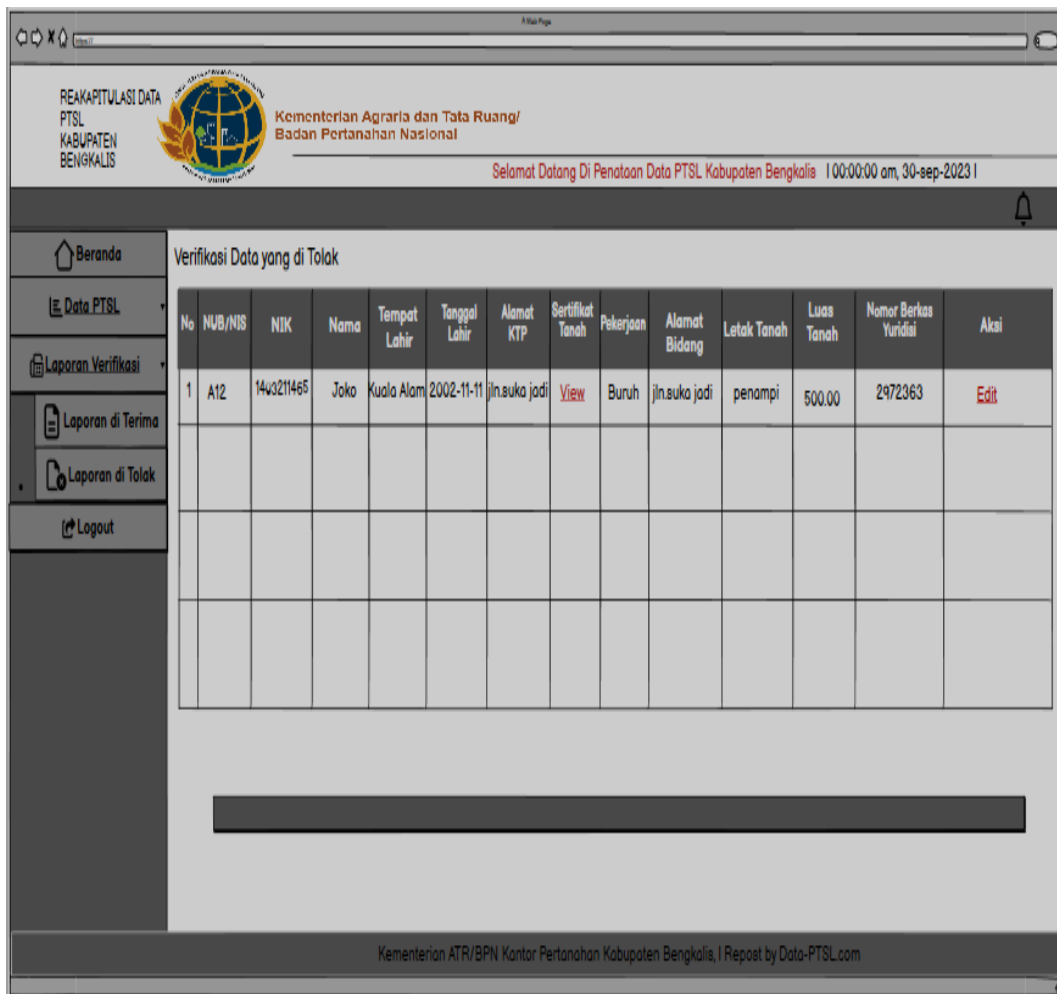 A Web Page
https://
REAKAPITULASI DATA
PTSL
KABUPATEN
BENGKALIS
Kementerian Agraria dan Tata Ruang/
Badan Pertanahan Nasional
Selamat Datang Di Penataan Data PTSL Kabupaten Bengkalis I 00:00:00 am, 30-sep-2023 I
Beranda
Data PTSL
Laporan Verifikasi
Laporan di Terima
Laporan di Tolak
Logout
Verifikasi Data yang di Tolak
No NUB/NIS NIK Nama Tempat Lahir Tanggal Lahir Alamat KTP Sertifikat Tanah Pekerjaan Alamat Bidang Letak Tanah Luas Tanah Nomor Berkas Yuridisi Aksi
1 A12 1403211465 Joko Kuala Alam 2002-11-11 jln.suka jadi View Buruh jln.suka jadi penampi 500.00 2972363 Edit
Kementerian ATR/BPN Kantor Pertanahan Kabupaten Bengkalis, I Repost by Data-PTSL.com